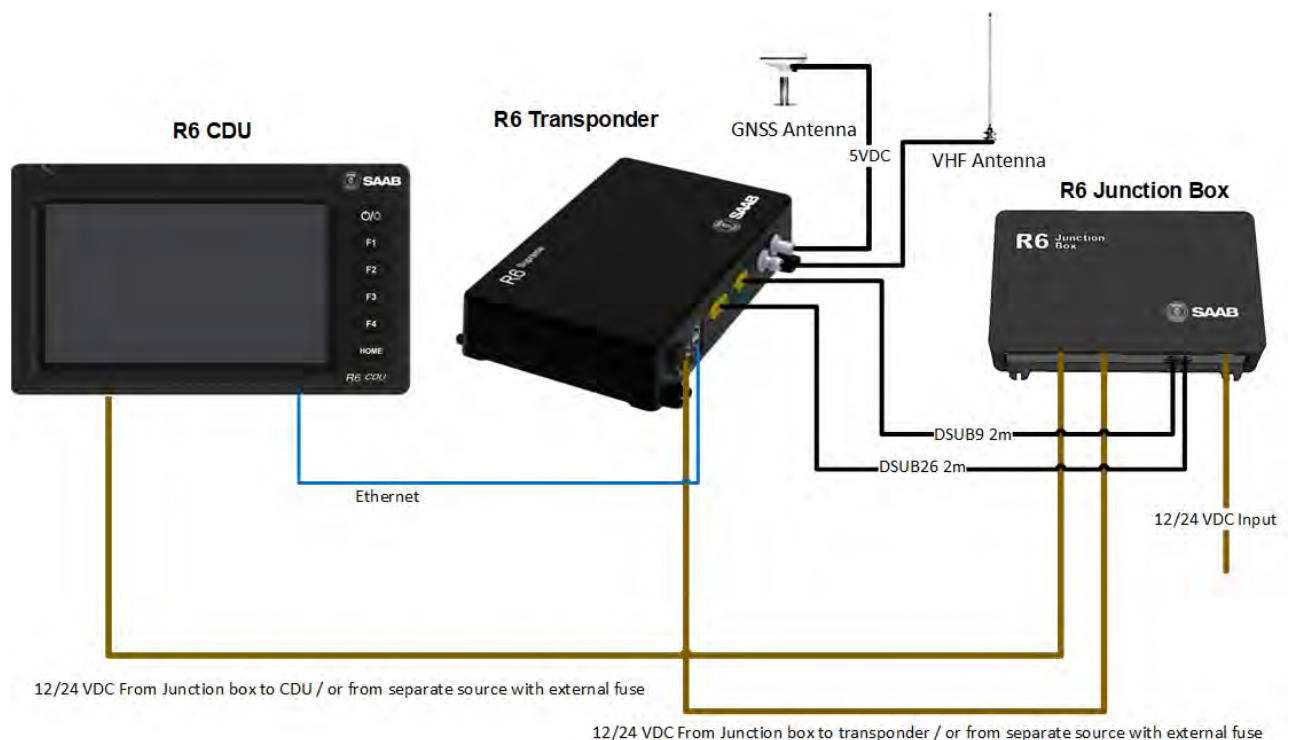 R6 CDU
SAAB
F1
F2
F3
F4
HOME
R6 CDU
R6 Transponder
R6 Supreme
SAAB
GNSS Antenna
5VDC
VHF Antenna
R6 Junction Box
R6 Junction
Box
SAAB
DSUB9 2m
DSUB26 2m
Ethernet
12/24 VDC Input
12/24 VDC From Junction box to CDU / or from separate source with external fuse
12/24 VDC From Junction box to transponder / or from separate source with external fuse